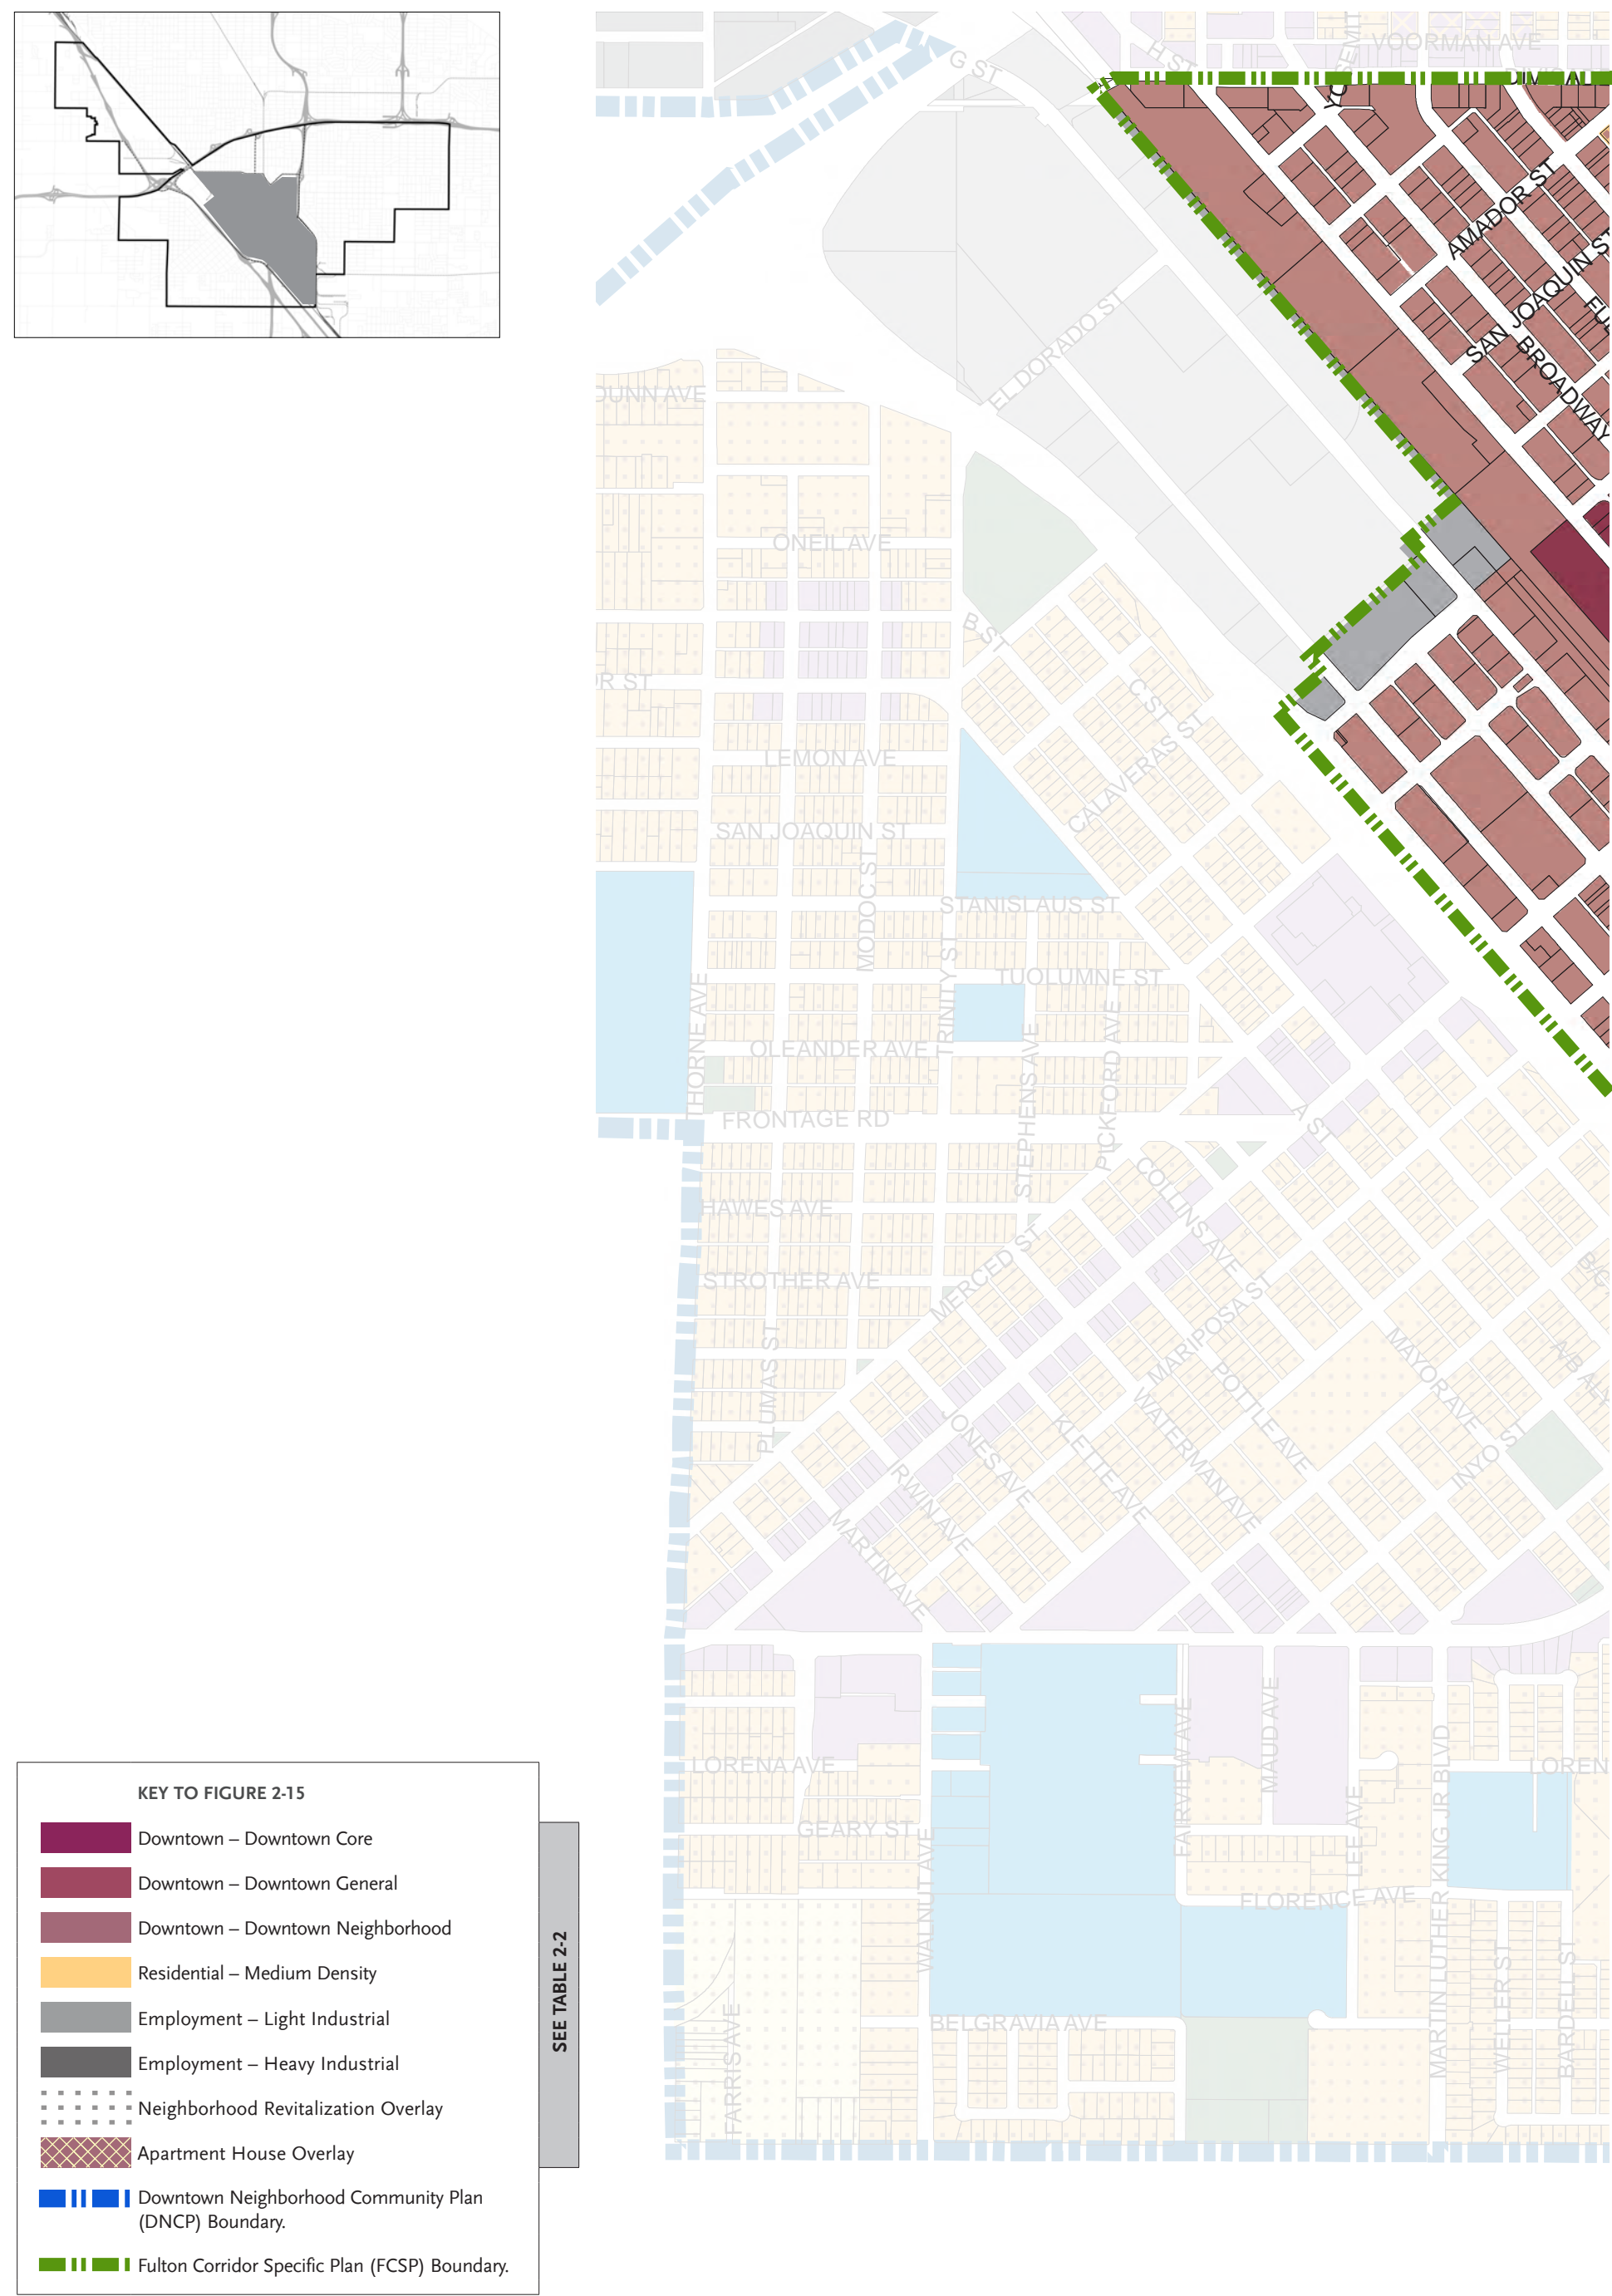 G ST
H ST
VOORMAN AVE
AMADOR ST
SAN JOAQUIN ST
BROADWAY
EL DORADO ST
DUNN AVE
ONEIL AVE
B ST
C ST
CALAVERAS ST
LEMON AVE
SAN JOAQUIN ST
MODOC ST
STANISLAUS ST
TRINITY ST
TUOLUMNE ST
THORNE AVE
OLEANDER AVE
STEPHENS AVE
PICKFORD AVE
FRONTAGE RD
A ST
COLLINS AVE
HAWES AVE
STROTHER AVE
MERCED ST
MARIPOSA ST
PLUMAS ST
POTTLE AVE
MAYOR AVE
INYO ST
WATERMAN AVE
KLETTE AVE
JONES AVE
IRWIN AVE
MARTIN AVE
LORENA AVE
FAIRVIEW AVE
MAUD AVE
LOREN
GEARY ST
WALNUT AVE
LEE AVE
MARTIN LUTHER KING JR BLVD
FLORENCE AVE
BELGRAVIA AVE
FARRIS AVE
WELLER ST
BARDELL ST
KEY TO FIGURE 2-15
Downtown – Downtown Core
Downtown – Downtown General
Downtown – Downtown Neighborhood
Residential – Medium Density
Employment – Light Industrial
Employment – Heavy Industrial
Neighborhood Revitalization Overlay
Apartment House Overlay
Downtown Neighborhood Community Plan
(DNCP) Boundary.
Fulton Corridor Specific Plan (FCSP) Boundary.
SEE TABLE 2-2